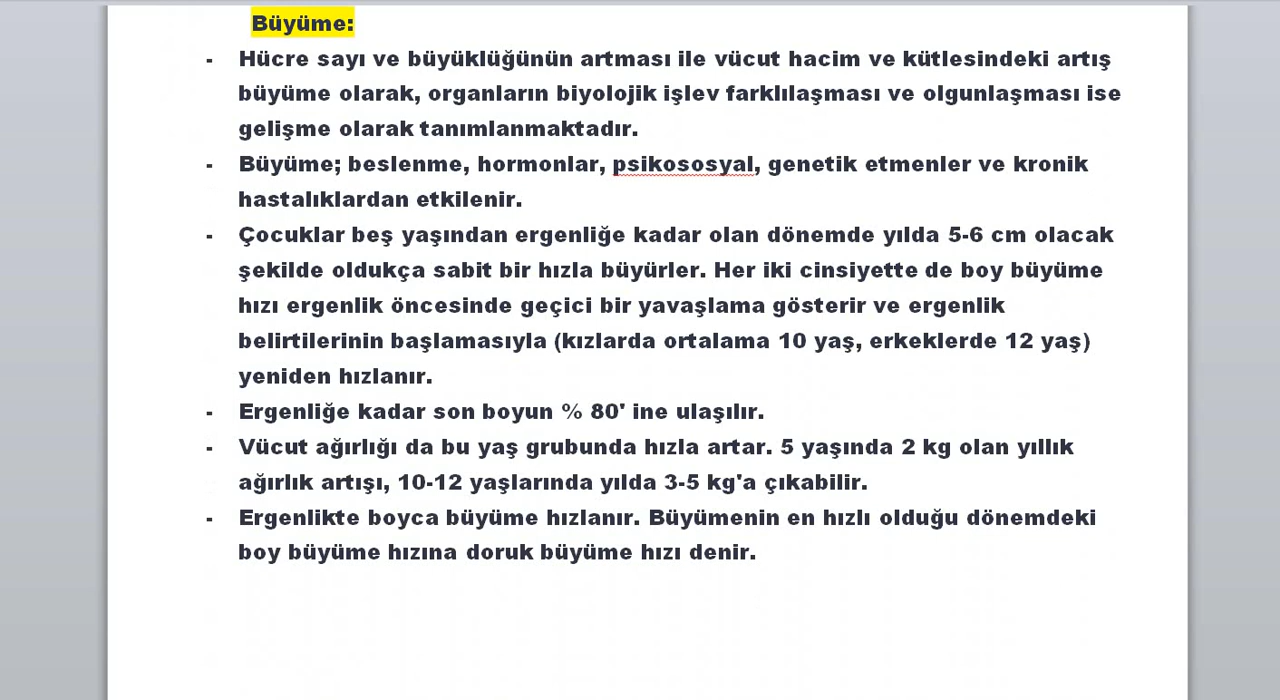 Büyüme:
- Hücre sayı ve büyüklüğünün artması ile vücut hacim ve kütlesindeki artış
büyüme olarak, organların biyolojik işlev farklılaşması ve olgunlaşması ise
gelişme olarak tanımlanmaktadır.
- Büyüme; beslenme, hormonlar, psikososyal, genetik etmenler ve kronik
hastalıklardan etkilenir.
- Çocuklar beş yaşından ergenliğe kadar olan dönemde yılda 5-6 cm olacak
şekilde oldukça sabit bir hızla büyürler. Her iki cinsiyette de boy büyüme
hızı ergenlik öncesinde geçici bir yavaşlama gösterir ve ergenlik
belirtilerinin başlamasıyla (kızlarda ortalama 10 yaş, erkeklerde 12 yaş)
yeniden hızlanır.
- Ergenliğe kadar son boyun % 80' ine ulaşılır.
- Vücut ağırlığı da bu yaş grubunda hızla artar. 5 yaşında 2 kg olan yıllık
ağırlık artışı, 10-12 yaşlarında yılda 3-5 kg'a çıkabilir.
- Ergenlikte boyca büyüme hızlanır. Büyümenin en hızlı olduğu dönemdeki
boy büyüme hızına doruk büyüme hızı denir.